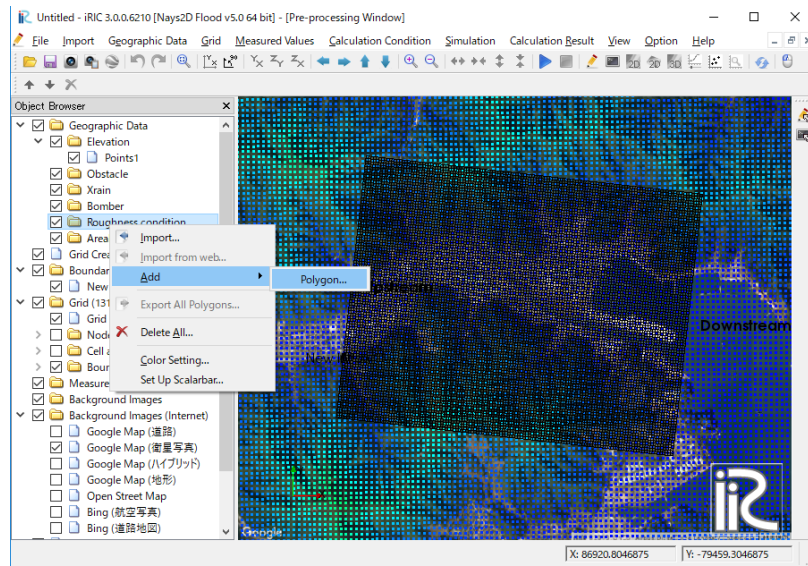 Untitled - iRIC 3.0.0.6210 [Nays2D Flood v5.0 64 bit] - [Pre-processing Window]
File Import Geographic Data Grid Measured Values Calculation Condition Simulation Calculation Result View Option Help
Object Browser
Geographic Data
Elevation
Points1
Obstacle
Xrain
Bomber
Roughness condition
Area
Grid Crea
Boundar
New
Grid (131
Grid
Node
Cell a
Bour
Measure
Background Images
Background Images (Internet)
Google Map (道路)
Google Map (衛星写真)
Google Map (ハイブリッド)
Google Map (地形)
Open Street Map
Bing (航空写真)
Bing (道路地図)
Import...
Import from web...
Add
Export All Polygons...
Delete All...
Color Setting...
Set Up Scalarbar...
Polygon...
Downstream
Google
iRIC
X: 86920.8046875
Y: -79459.3046875